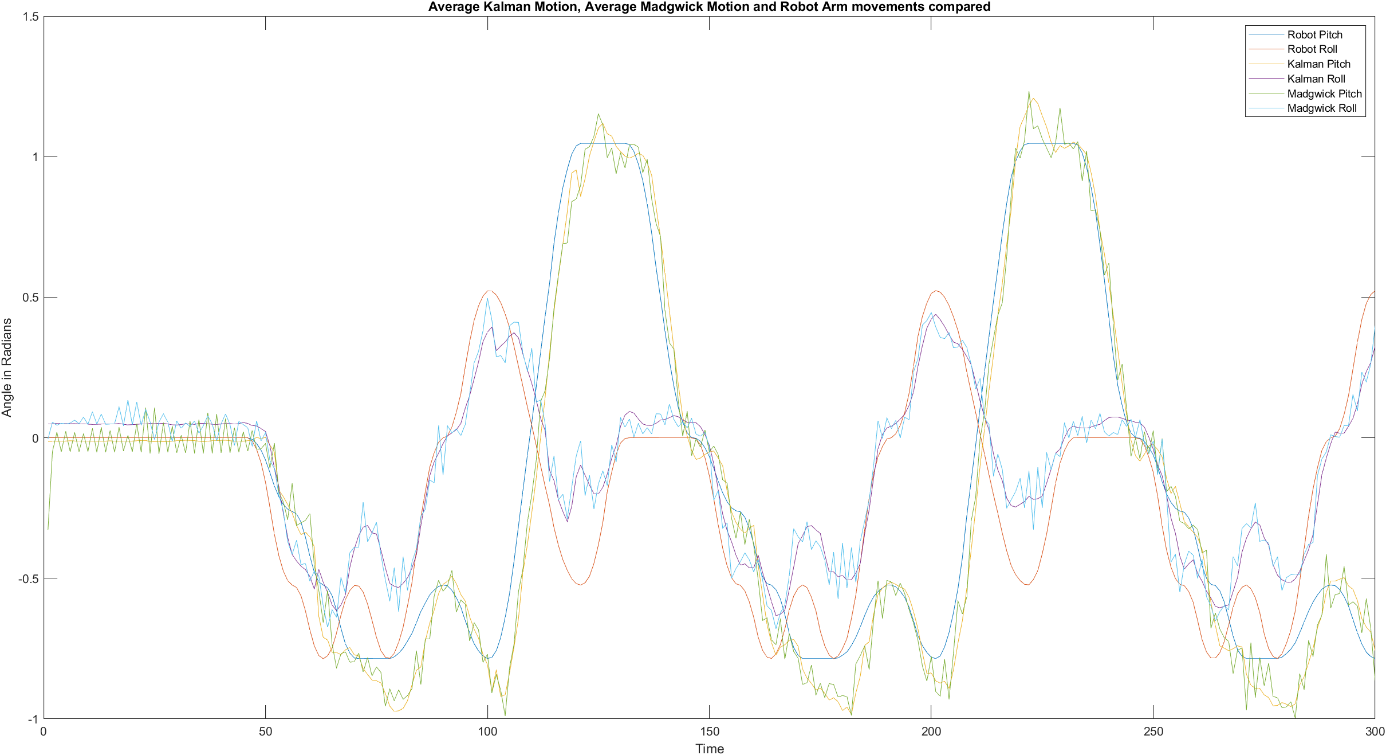 Average Kalman Motion, Average Madgwick Motion and Robot Arm movements compared
1.5
1
0.5
0
-0.5
-1
Angle in Radians
0
50
100
150
200
250
300
Time
Robot Pitch
Robot Roll
Kalman Pitch
Kalman Roll
Madgwick Pitch
Madgwick Roll